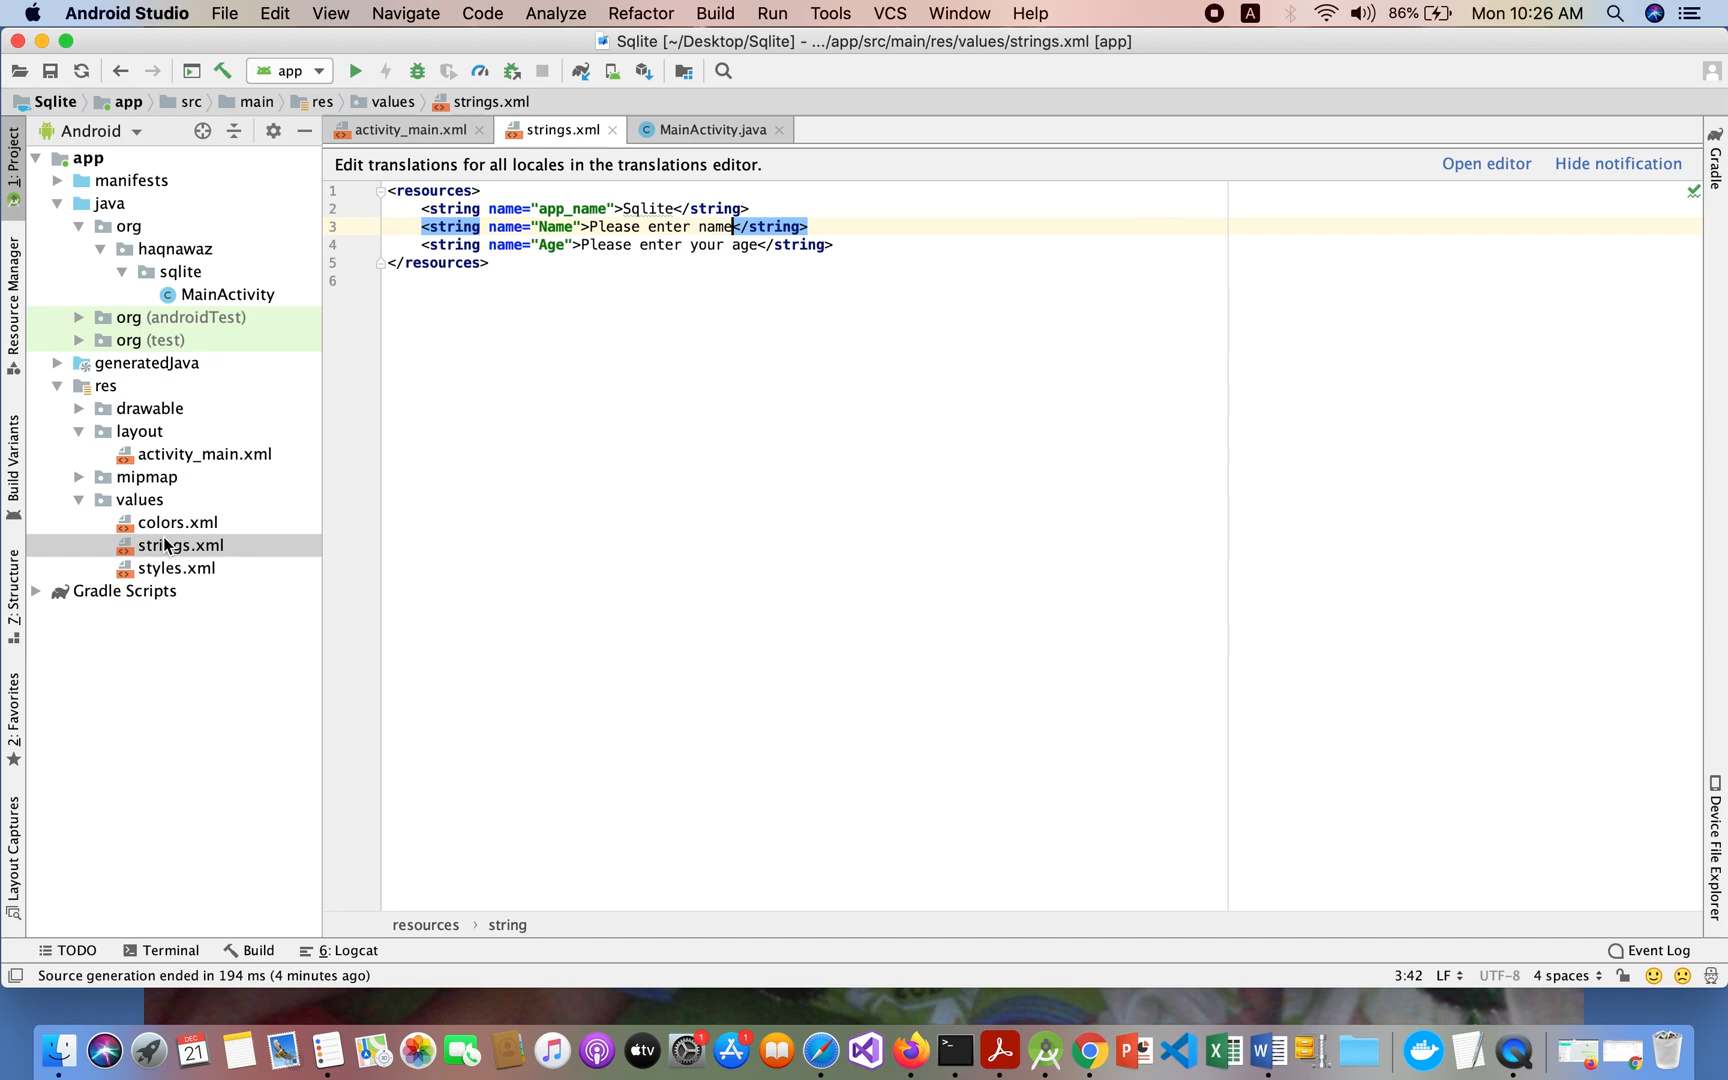 Android Studio File Edit View Navigate Code Analyze Refactor Build Run Tools VCS Window Help A 86% Mon 10:26 AM
Sqlite [~/Desktop/Sqlite] - .../app/src/main/res/values/strings.xml [app]
app
Sqlite app src main res values strings.xml
Android
activity_main.xml strings.xml MainActivity.java
Edit translations for all locales in the translations editor. Open editor Hide notification
1 <resources>
2 <string name="app_name">Sqlite</string>
3 <string name="Name">Please enter name</string>
4 <string name="Age">Please enter your age</string>
5 </resources>
6
app
manifests
java
org
haqnawaz
sqlite
MainActivity
org (androidTest)
org (test)
generatedJava
res
drawable
layout
activity_main.xml
mipmap
values
colors.xml
strings.xml
styles.xml
Gradle Scripts
1: Project
Resource Manager
Build Variants
Z: Structure
2: Favorites
Layout Captures
Gradle
Device File Explorer
resources › string
TODO Terminal Build 6: Logcat Event Log
Source generation ended in 194 ms (4 minutes ago) 3:42 LF UTF-8 4 spaces
DEC
21
tv
1
1